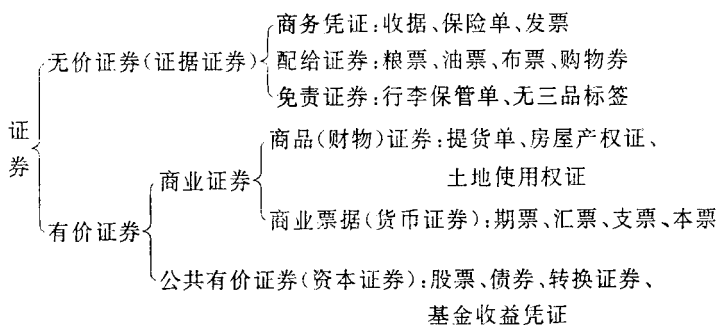 证券
无价证券(证据证券)
商务凭证:收据、保险单、发票
配给证券:粮票、油票、布票、购物券
免责证券:行李保管单、无三品标签
有价证券
商业证券
商品(财物)证券:提货单、房屋产权证、
土地使用权证
商业票据(货币证券):期票、汇票、支票、本票
公共有价证券(资本证券):股票、债券、转换证券、
基金收益凭证